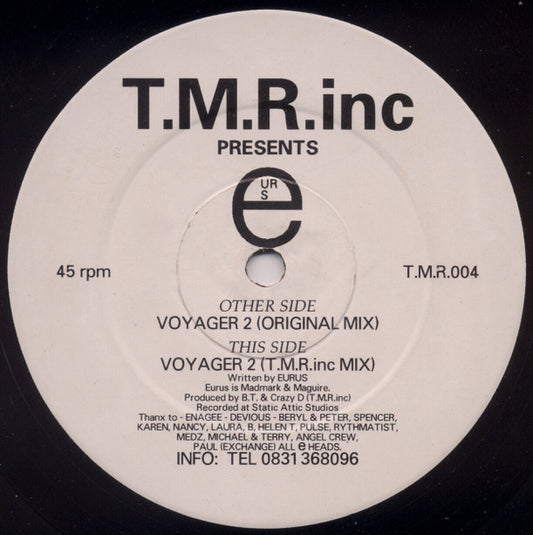 T.M.R.inc
PRESENTS
e
UR
S
45 rpm
T.M.R.004
OTHER SIDE
VOYAGER 2 (ORIGINAL MIX)
THIS SIDE
VOYAGER 2 (T.M.R.inc MIX)
Written by EURUS
Eurus is Madmark & Maguire.
Produced by B.T. & Crazy D (T.M.R.inc)
Recorded at Static Attic Studios
Thanx to - ENAGEE - DEVIOUS - BERYL & PETER, SPENCER,
KAREN, NANCY, LAURA, B, HELEN T, PULSE, RYTHMATIST,
MEDZ, MICHAEL & TERRY, ANGEL CREW,
PAUL (EXCHANGE) ALL e HEADS.
INFO: TEL 0831 368096